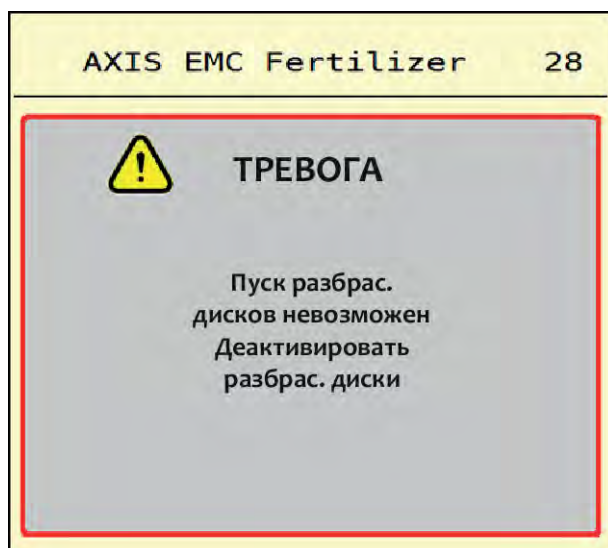 AXIS EMC Fertilizer 28
ТРЕВОГА
Пуск разбрас.
дисков невозможен
Деактивировать
разбрас. диски